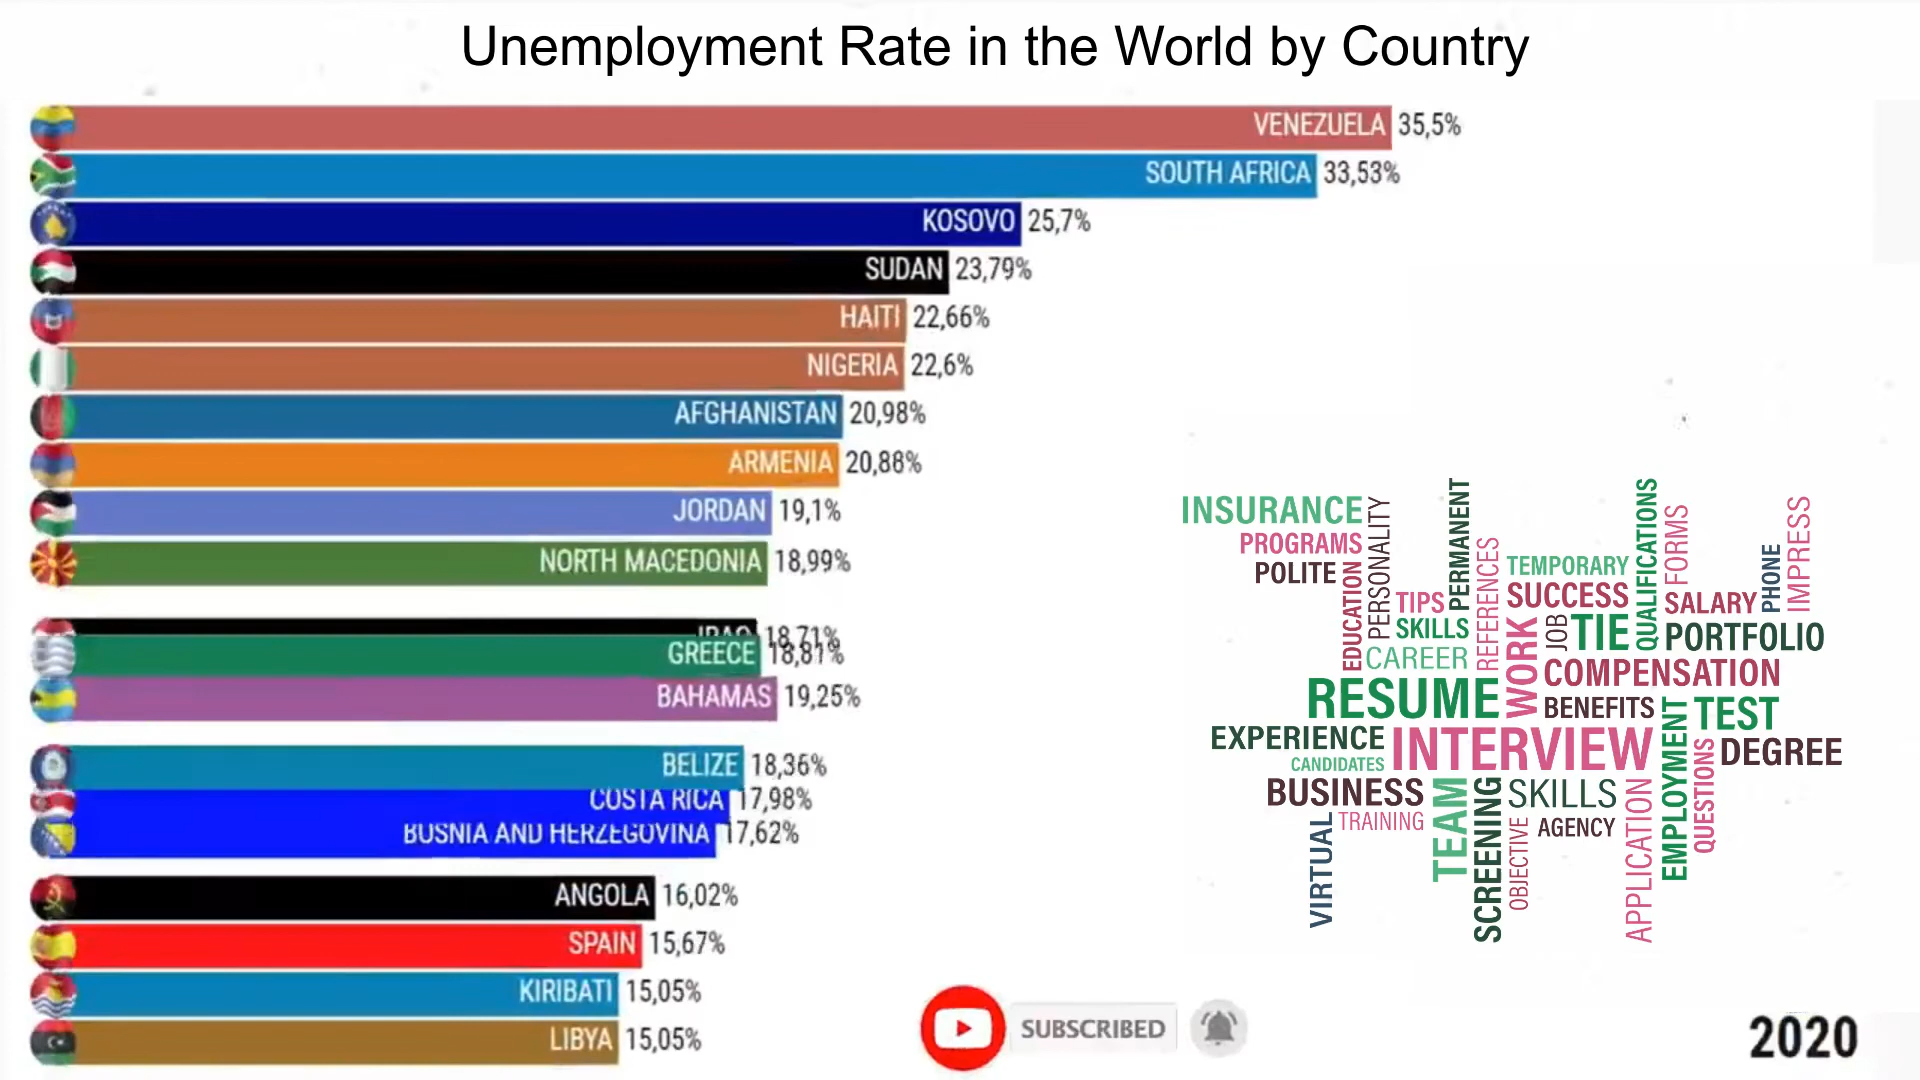 Unemployment Rate in the World by Country
VENEZUELA 35,5%
SOUTH AFRICA 33,53%
KOSOVO 25,7%
SUDAN 23,79%
HAITI 22,66%
NIGERIA 22,6%
AFGHANISTAN 20,98%
ARMENIA 20,88%
JORDAN 19,1%
NORTH MACEDONIA 18,99%
18,71%
GREECE 18,81%
BAHAMAS 19,25%
BELIZE 18,36%
COSTA RICA 17,98%
BOSNIA AND HERZEGOVINA 17,62%
ANGOLA 16,02%
SPAIN 15,67%
KIRIBATI 15,05%
LIBYA 15,05%
INSURANCE
PROGRAMS
POLITE
EDUCATION
PERSONALITY
TIPS
SKILLS
CAREER
PERMANENT
REFERENCES
TEMPORARY
SUCCESS
WORK
JOB
TIE
QUALIFICATIONS
FORMS
SALARY
PHONE
IMPRESS
PORTFOLIO
COMPENSATION
RESUME
BENEFITS
TEST
EXPERIENCE
CANDIDATES
INTERVIEW
EMPLOYMENT
QUESTIONS
DEGREE
BUSINESS
TRAINING
VIRTUAL
TEAM
SCREENING
SKILLS
OBJECTIVE
AGENCY
APPLICATION
SUBSCRIBED
2020